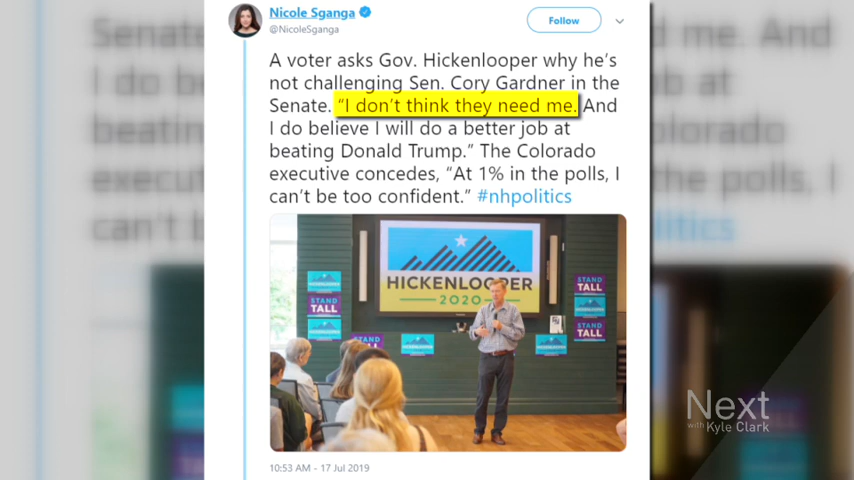 Nicole Sganga
@NicoleSganga
Follow
A voter asks Gov. Hickenlooper why he's
not challenging Sen. Cory Gardner in the
Senate. “I don't think they need me. And
I do believe I will do a better job at
beating Donald Trump.” The Colorado
executive concedes, “At 1% in the polls, I
can't be too confident.” #nhpolitics
HICKENLOOPER
2020
HICKENLOOPER
STAND
TALL
STAND
TALL
STAND
TALL
STAND
TALL
10:53 AM - 17 Jul 2019
Next
with Kyle Clark